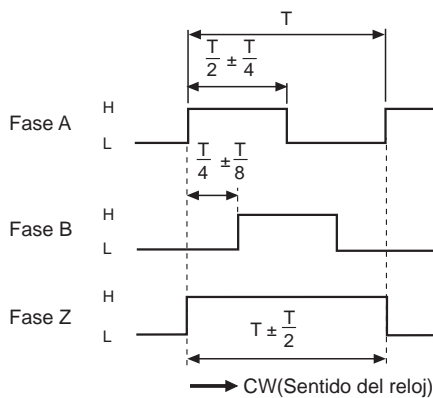 T
T/2 ± T/4
H
Fase A
L
T/4 ± T/8
H
Fase B
L
H
Fase Z
L
T ± T/2
CW(Sentido del reloj)